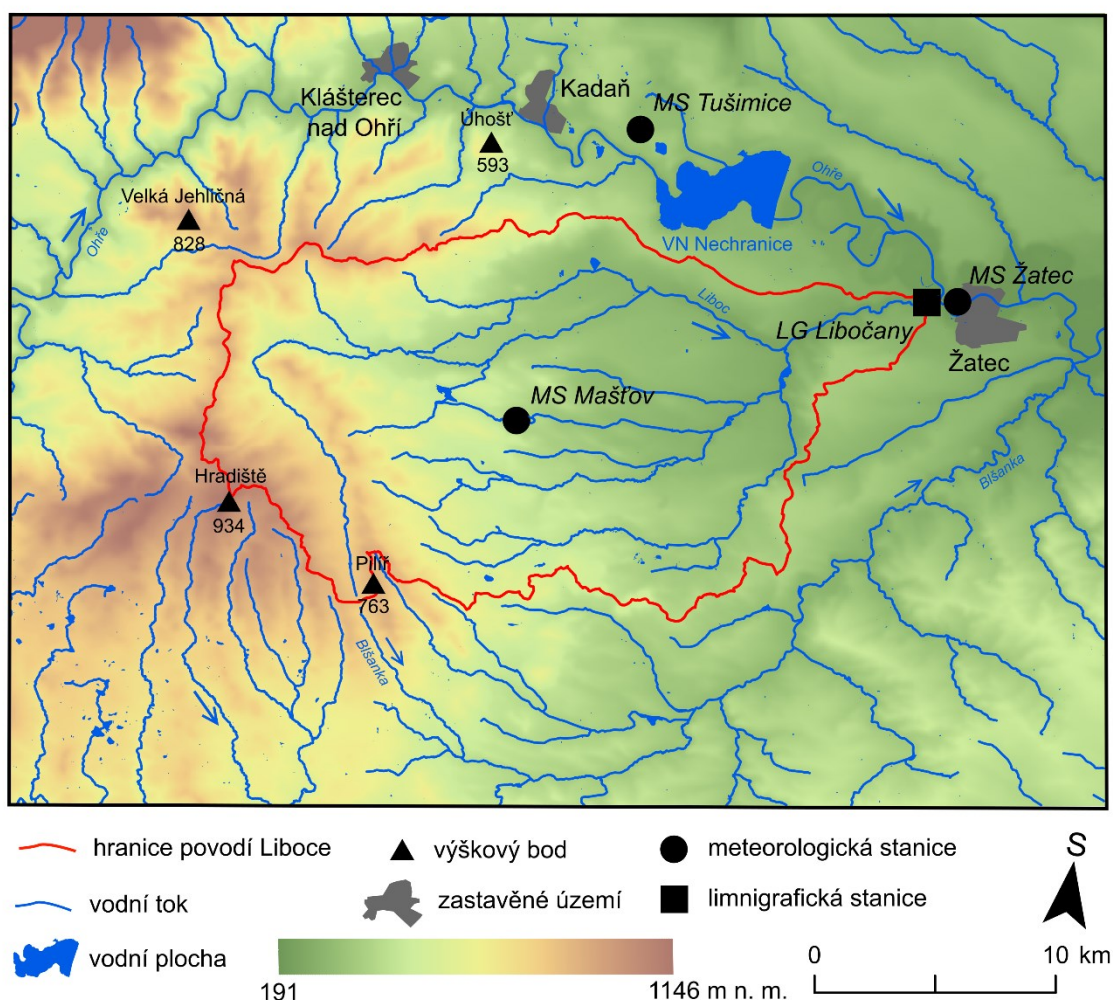 Klášterec
nad Ohří
Kadaň
MS Tušimice
Úhošť
593
Velká Jehličná
828
Ohře
Ohře
VN Nechranice
MS Žatec
Liboc
LG Libočany
Žatec
MS Mašťov
Blšanka
Hradiště
934
Pilíř
763
Blšanka
hranice povodí Liboce
výškový bod
meteorologická stanice
S
vodní tok
zastavěné území
limnigrafická stanice
vodní plocha
0
10 km
191
1146 m n. m.